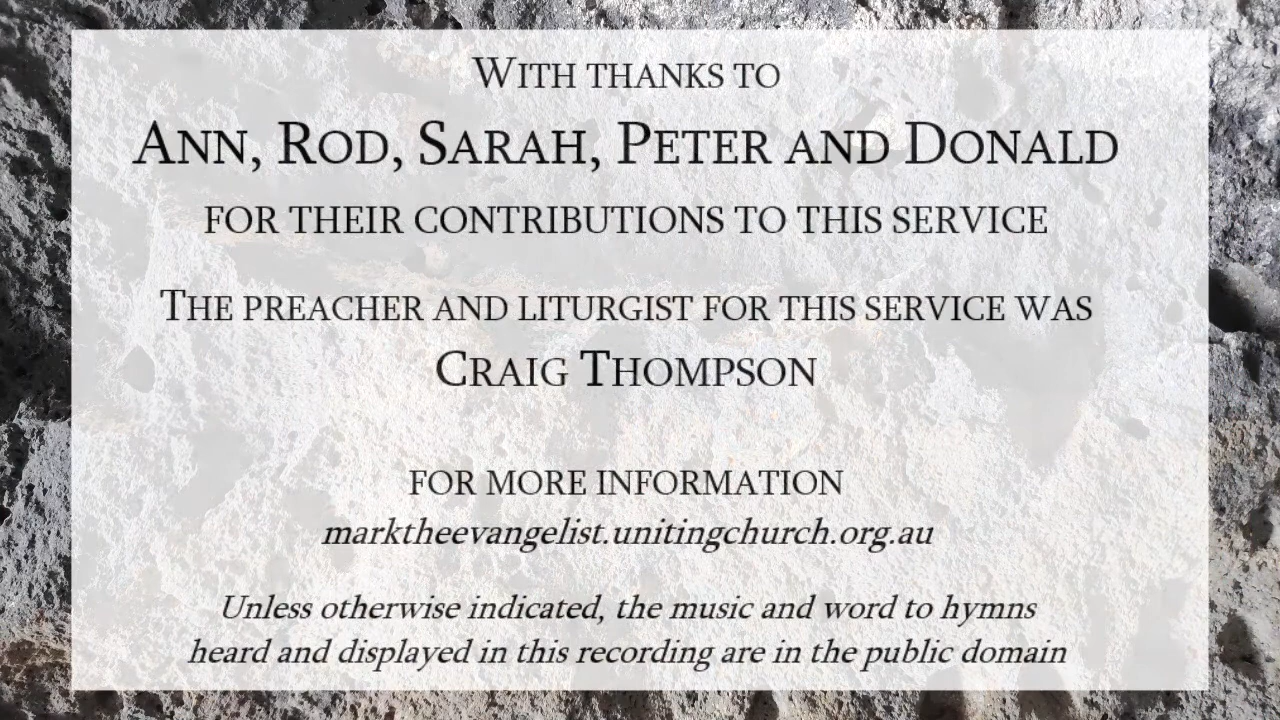 With thanks to
Ann, Rod, Sarah, Peter and Donald
for their contributions to this service
The preacher and liturgist for this service was
Craig Thompson
for more information
marktheevangelist.unitingchurch.org.au
Unless otherwise indicated, the music and word to hymns
heard and displayed in this recording are in the public domain